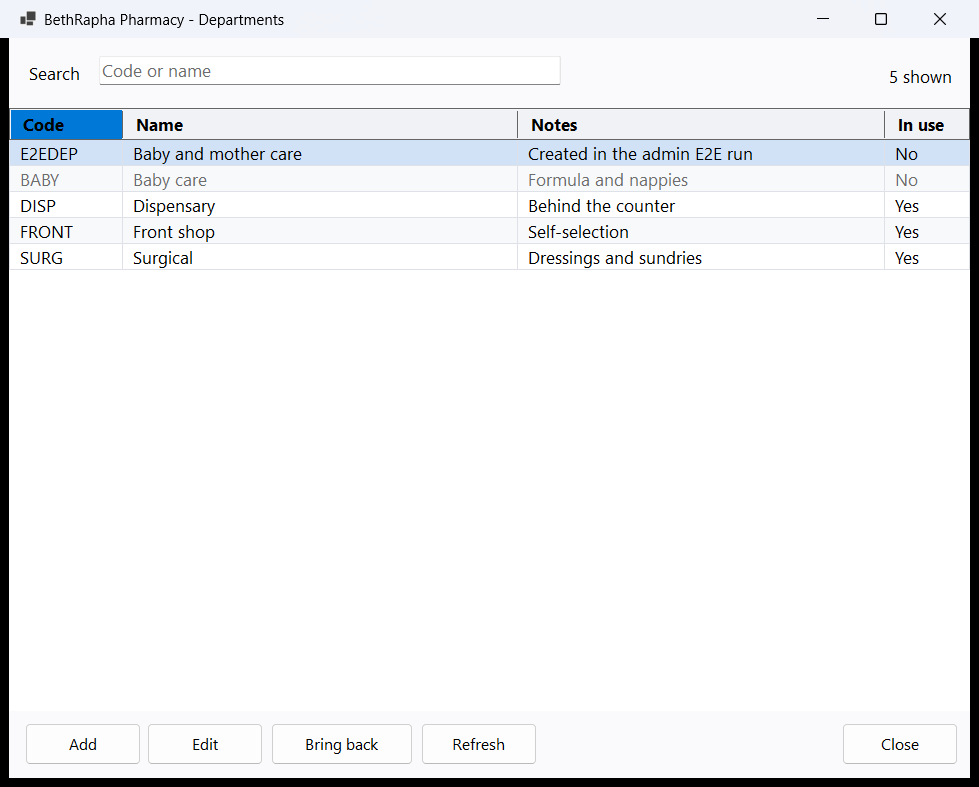 BethRapha Pharmacy - Departments
Search Code or name 5 shown
Code Name Notes In use
E2EDEP Baby and mother care Created in the admin E2E run No
BABY Baby care Formula and nappies No
DISP Dispensary Behind the counter Yes
FRONT Front shop Self-selection Yes
SURG Surgical Dressings and sundries Yes
Add Edit Bring back Refresh Close